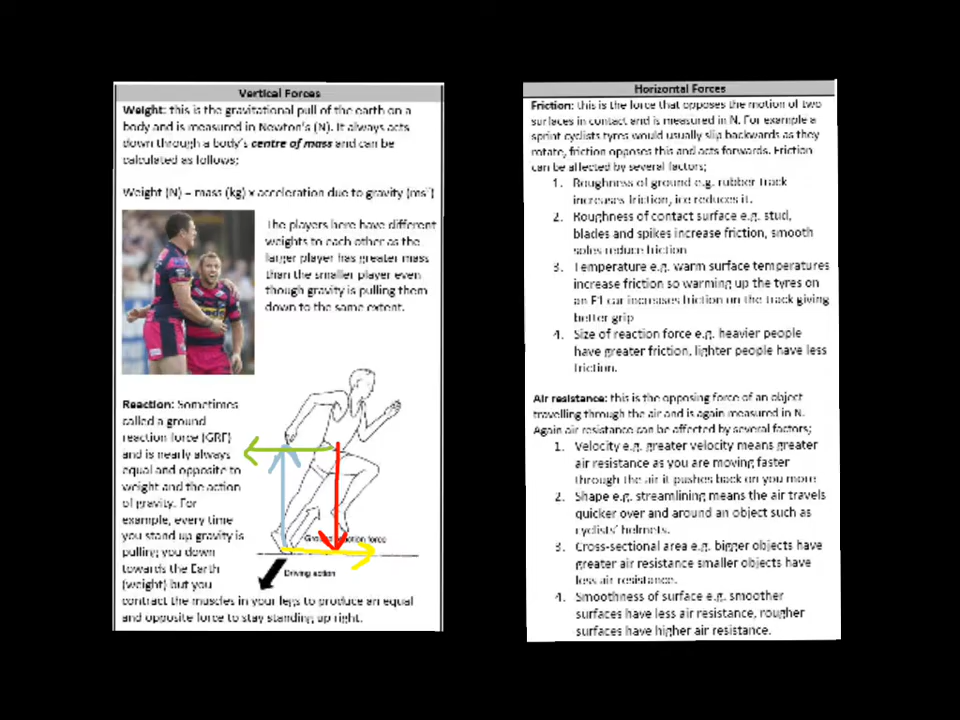 Vertical Forces
Weight: this is the gravitational pull of the earth on a
body and is measured in Newton's (N). It always acts
down through a body's centre of mass and can be
calculated as follows;
Weight (N) = mass (kg) x acceleration due to gravity (ms
The players here have different
weights to each other as the
larger player has greater mass
than the smaller player even
though gravity is pulling them
down to the same extent.
Reaction: Sometimes
called a ground
reaction force (GRF)
and is nearly always
equal and opposite to
weight and the action
of gravity. For
example, every time
you stand up gravity is
pulling you down
towards the Earth
(weight) but you
contract the muscles in your legs to produce an equal
and opposite force to stay standing up right.
reaction force
Driving action
Horizontal Forces
Friction: this is the force that opposes the motion of two
surfaces in contact and is measured in N. For example a
sprint cyclists tyres would usually slip backwards as they
rotate, friction opposes this and acts forwards. Friction
can be affected by several factors;
1. Roughness of ground e.g. rubber track
increases friction, ice reduces it.
2. Roughness of contact surface e.g. stud,
blades and spikes increase friction, smooth
soles reduce friction
3. Temperature e.g. warm surface temperatures
increase friction so warming up the tyres on
an F1 car increases friction on the track giving
better grip
4. Size of reaction force e.g. heavier people
have greater friction, lighter people have less
friction.
Air resistance: this is the opposing force of an object
travelling through the air and is again measured in N.
Again air resistance can be affected by several factors;
1. Velocity e.g. greater velocity means greater
air resistance as you are moving faster
through the air it pushes back on you more
2. Shape e.g. streamlining means the air travels
quicker over and around an object such as
cyclists' helmets.
3. Cross-sectional area e.g. bigger objects have
greater air resistance smaller objects have
less air resistance.
4. Smoothness of surface e.g. smoother
surfaces have less air resistance, rougher
surfaces have higher air resistance.